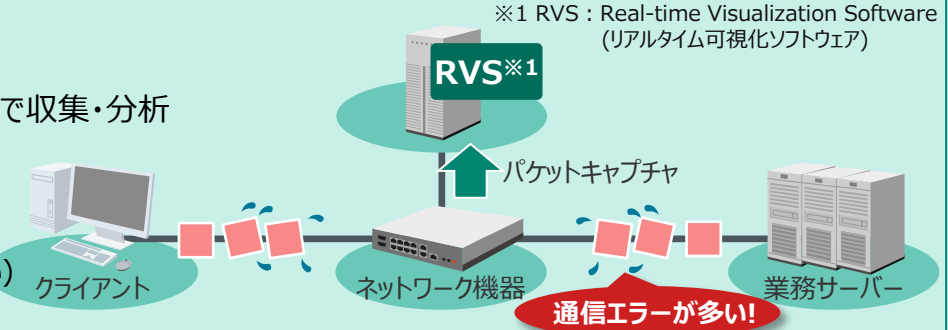 ※1 RVS：Real-time Visualization Software
(リアルタイム可視化ソフトウェア)
RVS※1
で収集・分析
パケットキャプチャ
)
クライアント
ネットワーク機器
業務サーバー
通信エラーが多い!